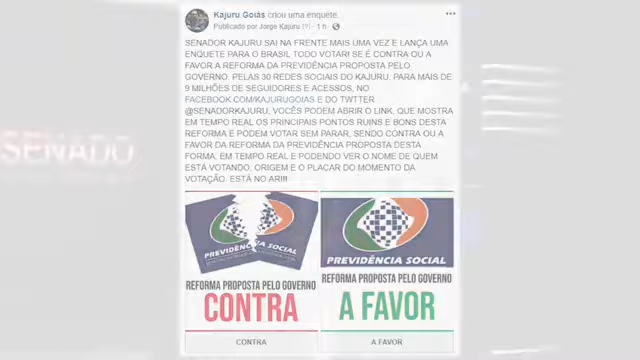 Kajuru Goiás criou uma enquete.
Publicado por Jorge Kajuru [?] · 1 h ·
SENADOR KAJURU SAI NA FRENTE MAIS UMA VEZ E LANÇA UMA
ENQUETE PARA O BRASIL TODO VOTAR! SE É CONTRA OU A
FAVOR A REFORMA DA PREVIDÊNCIA PROPOSTA PELO
GOVERNO. PELAS 30 REDES SOCIAIS DO KAJURU. PARA MAIS DE
9 MILHÕES DE SEGUIDORES E ACESSOS, NO
FACEBOOK.COM/KAJURUGOIAS E DO TWTTER
@SENADORKAJURU, VOCÊS PODEM ABRIR O LINK, QUE MOSTRA
EM TEMPO REAL OS PRINCIPAIS PONTOS RUINS E BONS DESTA
REFORMA E PODEM VOTAR SEM PARAR, SENDO CONTRA OU A
FAVOR DA REFORMA DA PREVIDÊNCIA PROPOSTA DESTA
FORMA, EM TEMPO REAL E PODENDO VER O NOME DE QUEM
ESTÁ VOTANDO, ORIGEM E O PLACAR DO MOMENTO DA
VOTAÇÃO. ESTÁ NO AR!!!
SENADO
PREVIDÊNCIA SOCIAL
REFORMA PROPOSTA PELO GOVERNO
CONTRA
CONTRA
PREVIDÊNCIA SOCIAL
REFORMA PROPOSTA PELO GOVERNO
A FAVOR
A FAVOR